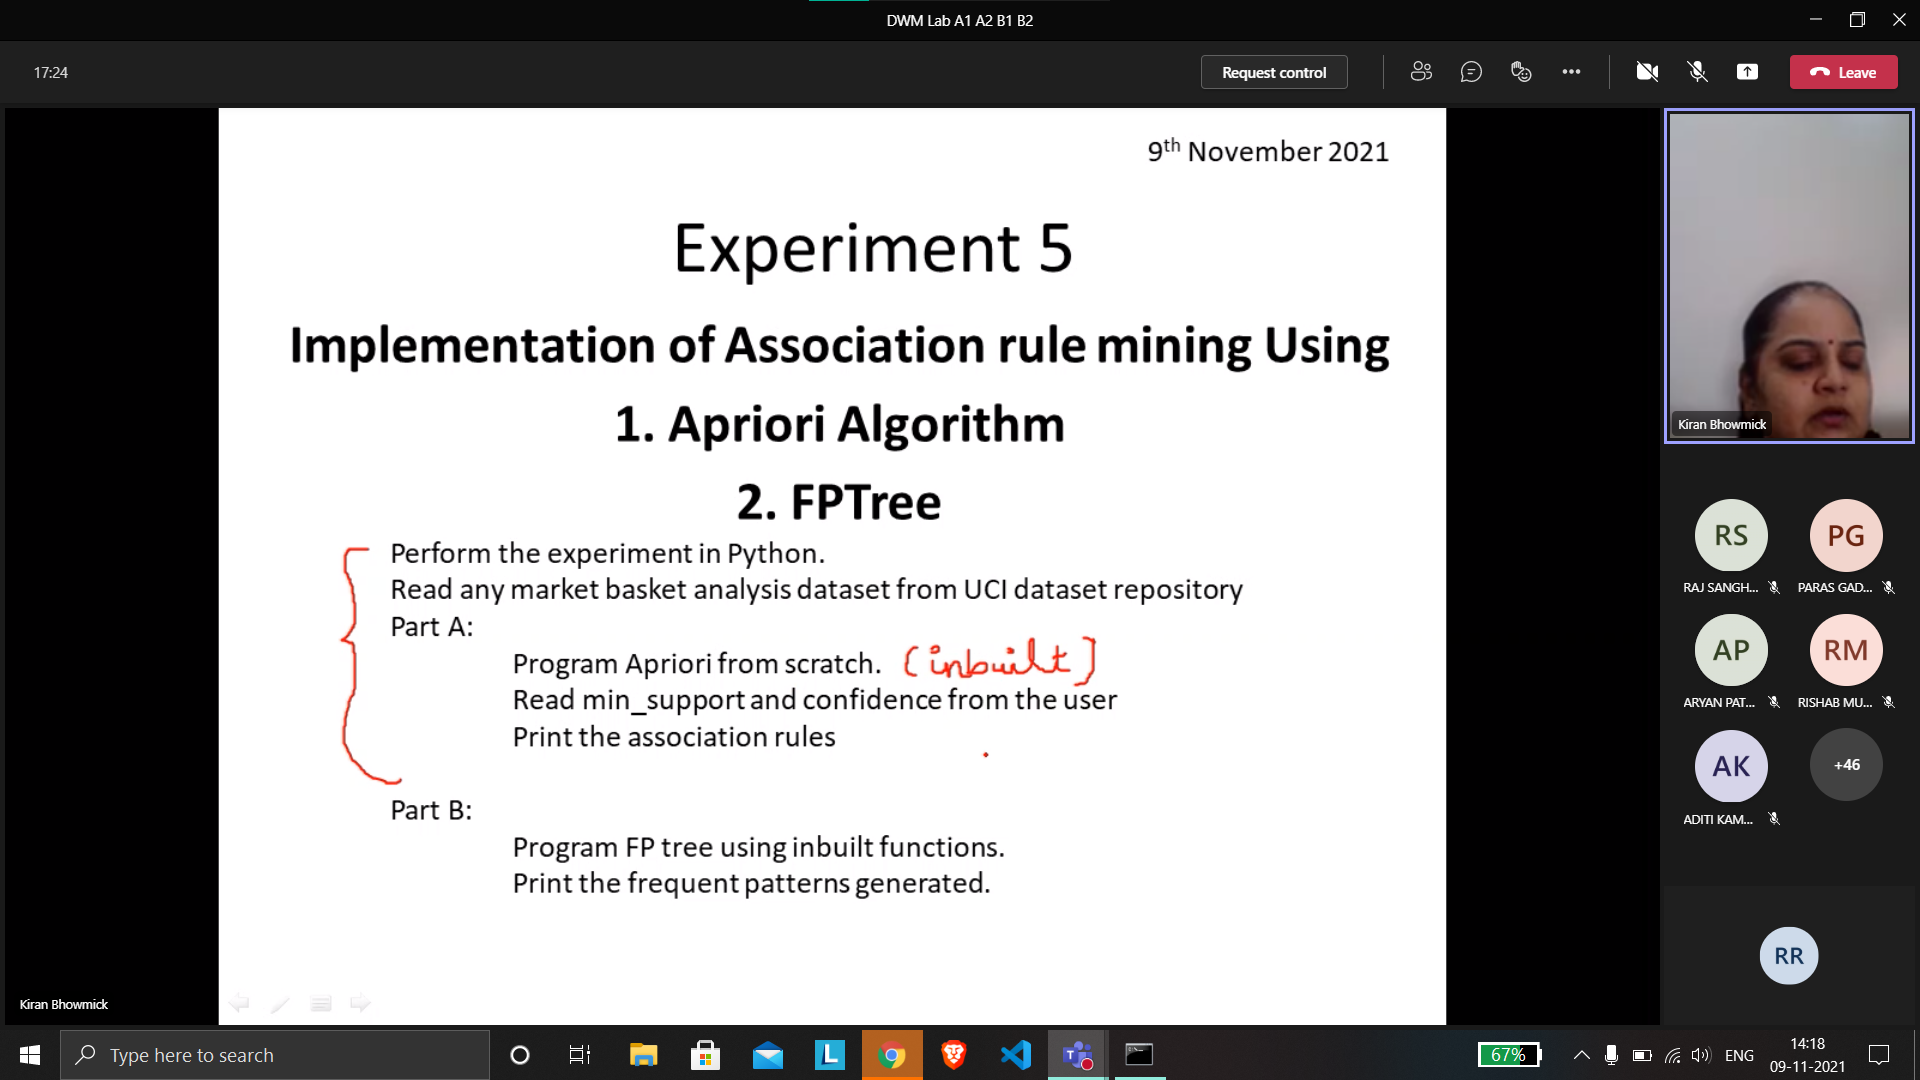 DWM Lab A1 A2 B1 B2
17:24
Request control
Leave
9th November 2021
Experiment 5
Implementation of Association rule mining Using
1. Apriori Algorithm
2. FPTree
Perform the experiment in Python.
Read any market basket analysis dataset from UCI dataset repository
Part A:
Program Apriori from scratch. (inbuilt)
Read min_support and confidence from the user
Print the association rules
Part B:
Program FP tree using inbuilt functions.
Print the frequent patterns generated.
Kiran Bhowmick
Kiran Bhowmick
RS
PG
RAJ SANGH...
PARAS GAD...
AP
RM
ARYAN PAT...
RISHAB MU...
AK
+46
ADITI KAM...
RR
Type here to search
L
67%
ENG
14:18
09-11-2021